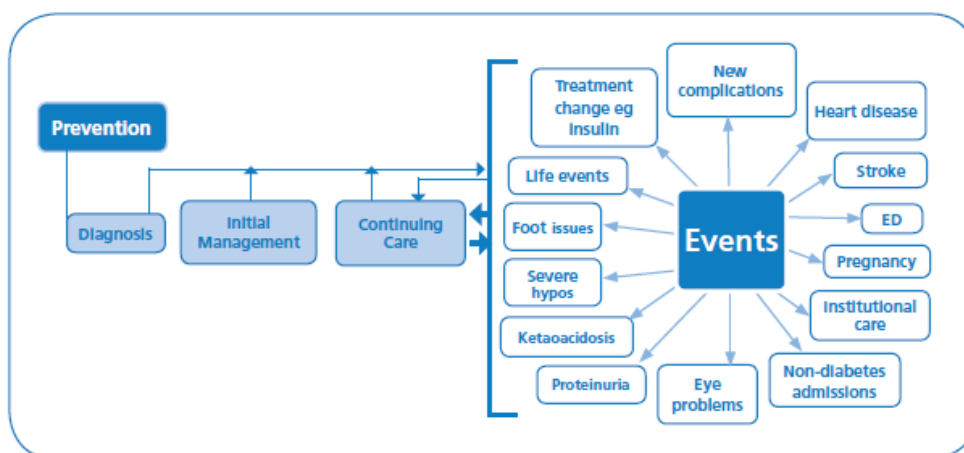 Prevention
Diagnosis
Initial
Management
Continuing
Care
Treatment
change eg
insulin
New
complications
Heart disease
Life events
Stroke
Foot issues
Events
ED
Severe
hypos
Pregnancy
Institutional
care
Ketaoacidosis
Proteinuria
Eye
problems
Non-diabetes
admissions